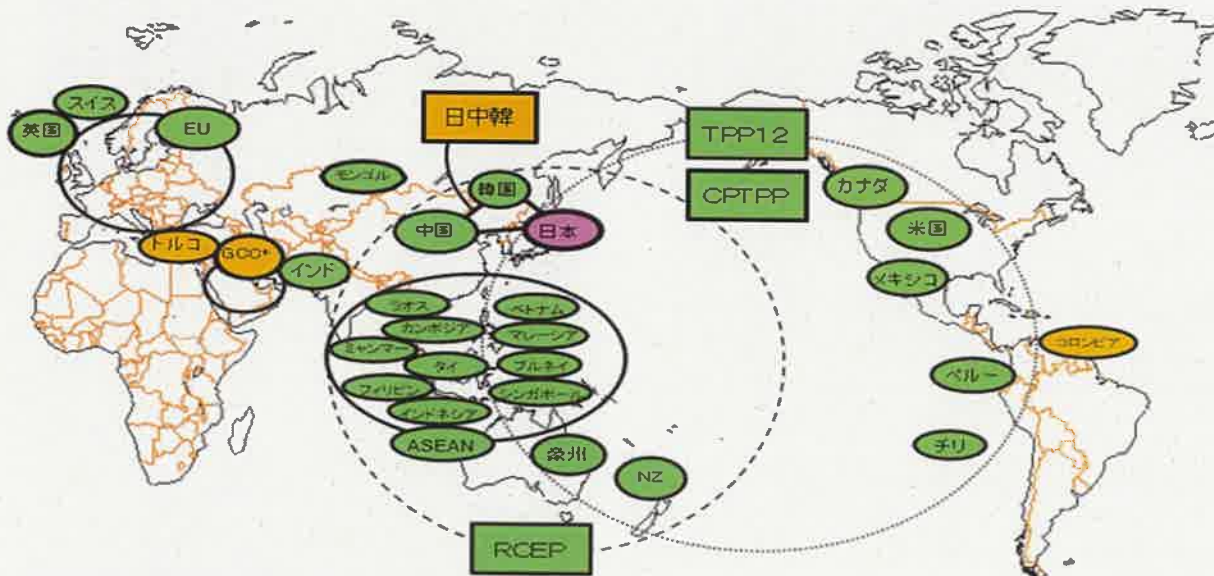 スイス
英国
EU
日中韓
TPP12
モンゴル
韓国
CPTPP
カナダ
中国
日本
米国
トルコ
GCC*
インド
メキシコ
ラオス
ベトナム
カンボジア
マレーシア
ミャンマー
タイ
ブルネイ
コロンビア
フィリピン
シンガポール
ペルー
インドネシア
ASEAN
豪州
チリ
NZ
RCEP